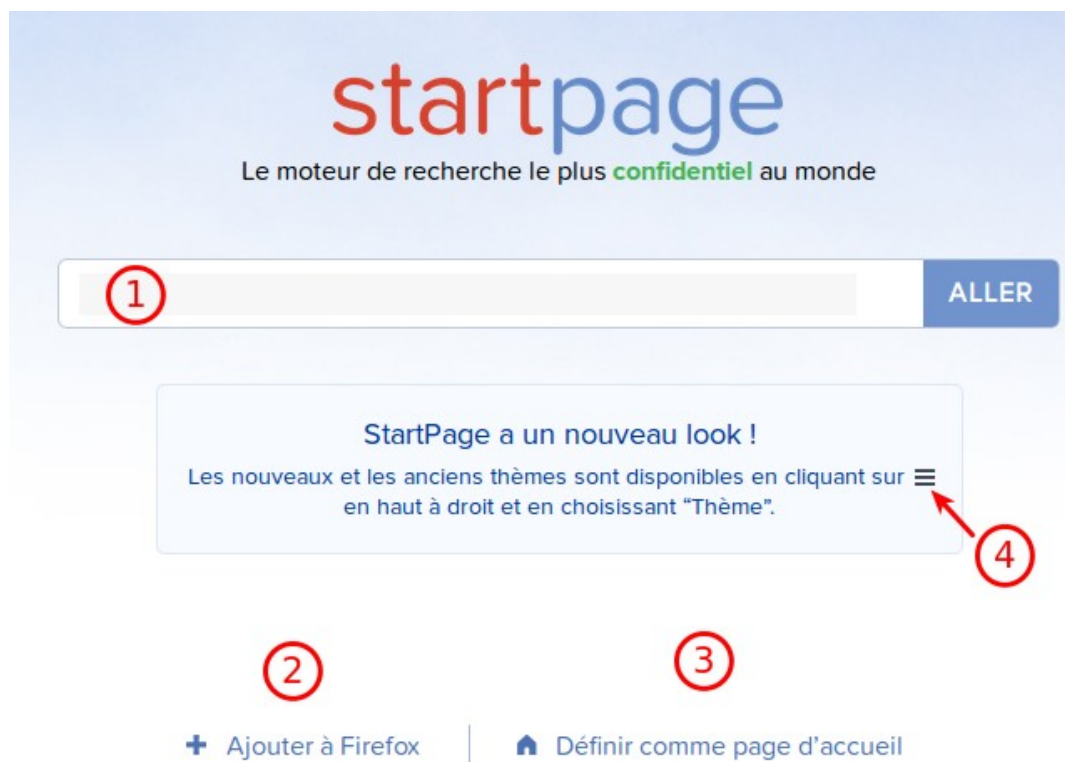 startpage
Le moteur de recherche le plus confidentiel au monde
1
ALLER
StartPage a un nouveau look !
Les nouveaux et les anciens thèmes sont disponibles en cliquant sur ≡
en haut à droit et en choisissant “Thème”.
4
2
3
+ Ajouter à Firefox
Définir comme page d’accueil